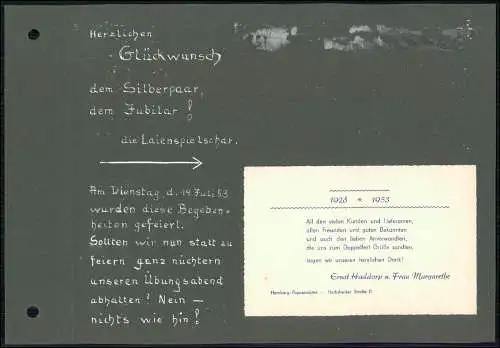 Herzlichen
Glückwunsch
dem Silberpaar,
dem Jubilar!
die Laienspielschar.
Am Dienstag, d. 14. Juli 53
wurden diese Begeben-
heiten gefeiert.
Sollten wir nun statt zu
feiern ganz nüchtern
unseren Übungsabend
abhalten? Nein –
nichts wie hin!
1928 * 1953
All den vielen Kunden und Lieferanten,
allen Freunden und guten Bekannten
und auch den lieben Anverwandten,
die uns zum Doppelfest Grüße sandten,
sagen wir unseren herzlichen Dank!
Ernst Haddorp u. Frau Margarethe
Hamburg-
Straße